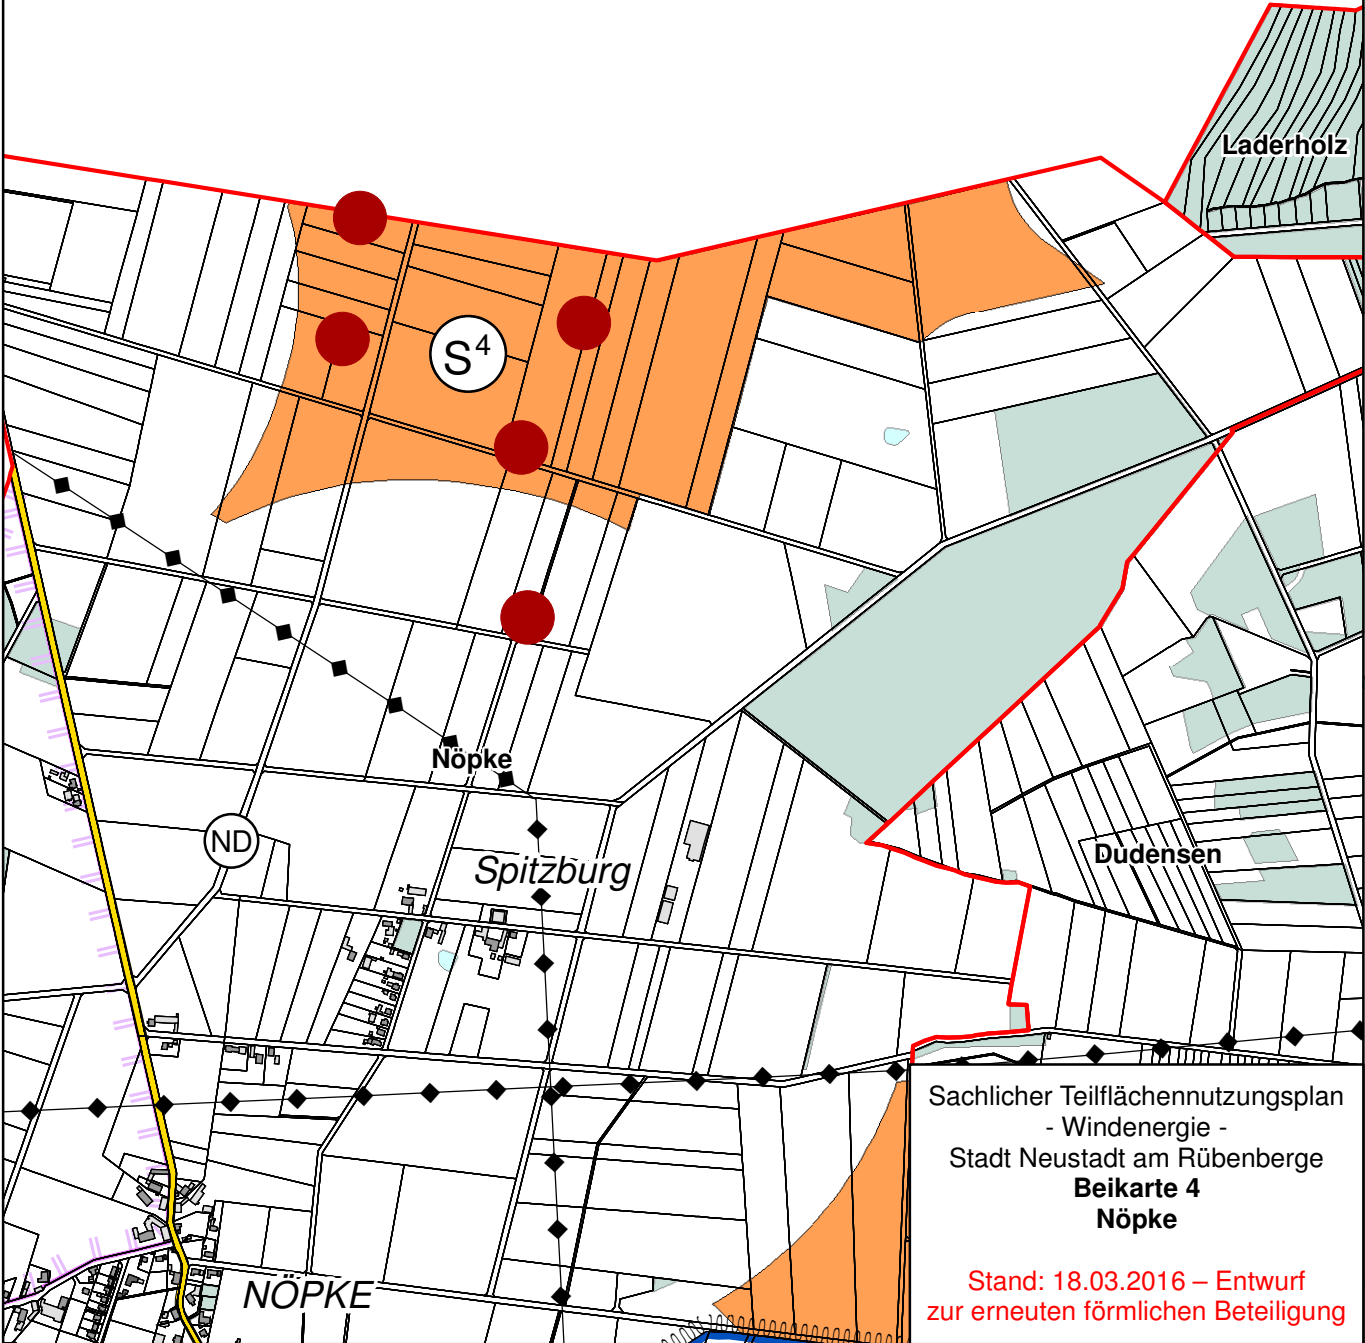 Laderholz
S⁴
Nöpke
ND
Spitzburg
Dudensen
NÖPKE
Sachlicher Teilflächennutzungsplan
- Windenergie -
Stadt Neustadt am Rübenberge
Beikarte 4
Nöpke
Stand: 18.03.2016 – Entwurf
zur erneuten förmlichen Beteiligung